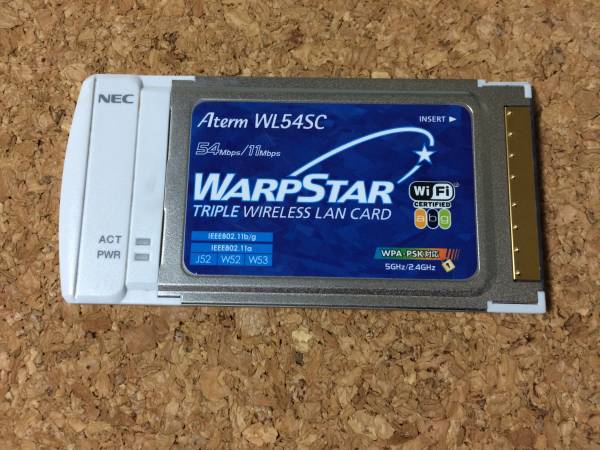 NEC
Aterm WL54SC
INSERT ▶
54Mbps/11Mbps
WARPSTAR
TRIPLE WIRELESS LAN CARD
Wi Fi
CERTIFIED
a b g
IEEE802.11b/g
IEEE802.11a
J52 W52 W53
WPA-PSK対応
5GHz/2.4GHz
1
ACT
PWR